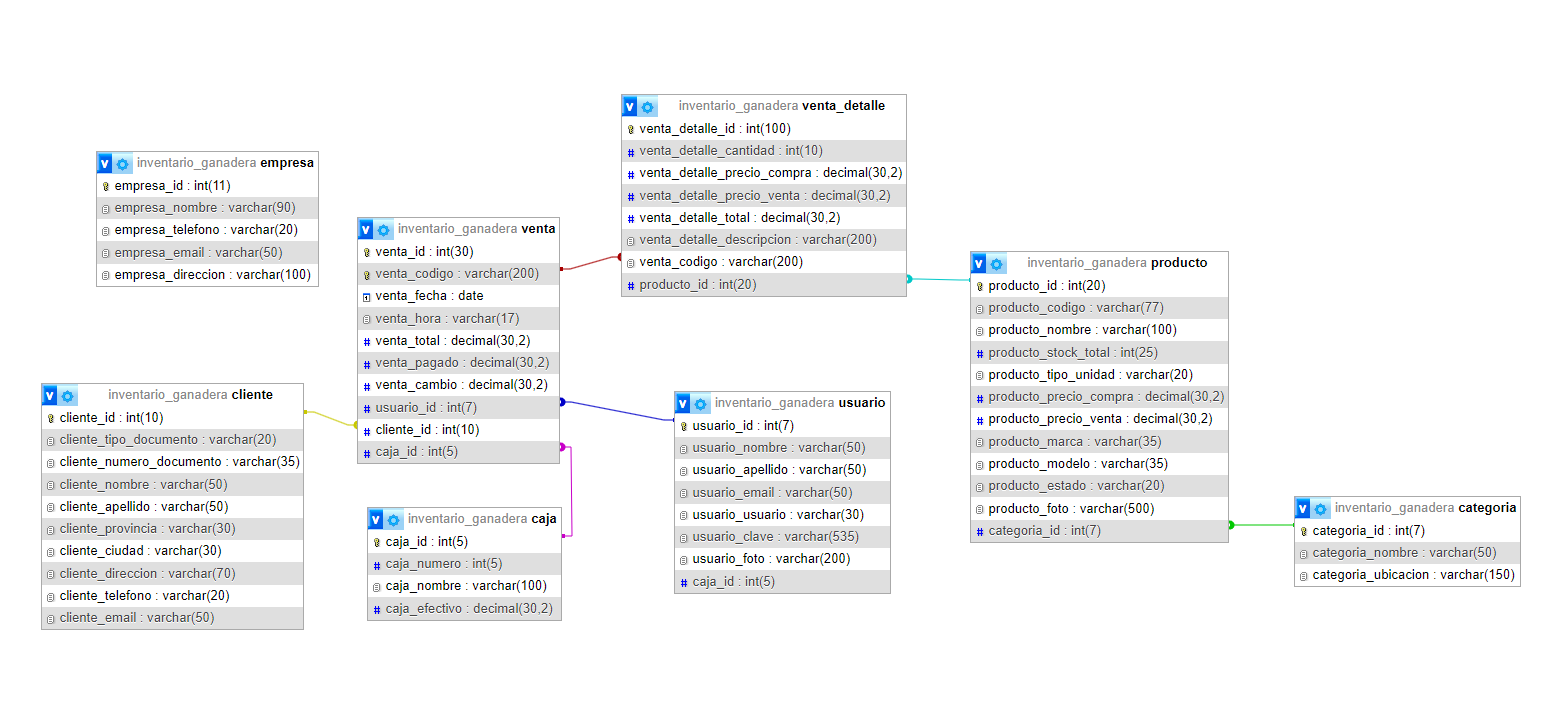 inventario_ganadera empresa
empresa_id : int(11)
empresa_nombre : varchar(90)
empresa_telefono : varchar(20)
empresa_email : varchar(50)
empresa_direccion : varchar(100)
inventario_ganadera cliente
cliente_id : int(10)
cliente_tipo_documento : varchar(20)
cliente_numero_documento : varchar(35)
cliente_nombre : varchar(50)
cliente_apellido : varchar(50)
cliente_provincia : varchar(30)
cliente_ciudad : varchar(30)
cliente_direccion : varchar(70)
cliente_telefono : varchar(20)
cliente_email : varchar(50)
inventario_ganadera venta
venta_id : int(30)
venta_codigo : varchar(200)
venta_fecha : date
venta_hora : varchar(17)
venta_total : decimal(30,2)
venta_pagado : decimal(30,2)
venta_cambio : decimal(30,2)
usuario_id : int(7)
cliente_id : int(10)
caja_id : int(5)
inventario_ganadera caja
caja_id : int(5)
caja_numero : int(5)
caja_nombre : varchar(100)
caja_efectivo : decimal(30,2)
inventario_ganadera venta_detalle
venta_detalle_id : int(100)
venta_detalle_cantidad : int(10)
venta_detalle_precio_compra : decimal(30,2)
venta_detalle_precio_venta : decimal(30,2)
venta_detalle_total : decimal(30,2)
venta_detalle_descripcion : varchar(200)
venta_codigo : varchar(200)
producto_id : int(20)
inventario_ganadera usuario
usuario_id : int(7)
usuario_nombre : varchar(50)
usuario_apellido : varchar(50)
usuario_email : varchar(50)
usuario_usuario : varchar(30)
usuario_clave : varchar(535)
usuario_foto : varchar(200)
caja_id : int(5)
inventario_ganadera producto
producto_id : int(20)
producto_codigo : varchar(77)
producto_nombre : varchar(100)
producto_stock_total : int(25)
producto_tipo_unidad : varchar(20)
producto_precio_compra : decimal(30,2)
producto_precio_venta : decimal(30,2)
producto_marca : varchar(35)
producto_modelo : varchar(35)
producto_estado : varchar(20)
producto_foto : varchar(500)
categoria_id : int(7)
inventario_ganadera categoria
categoria_id : int(7)
categoria_nombre : varchar(50)
categoria_ubicacion : varchar(150)